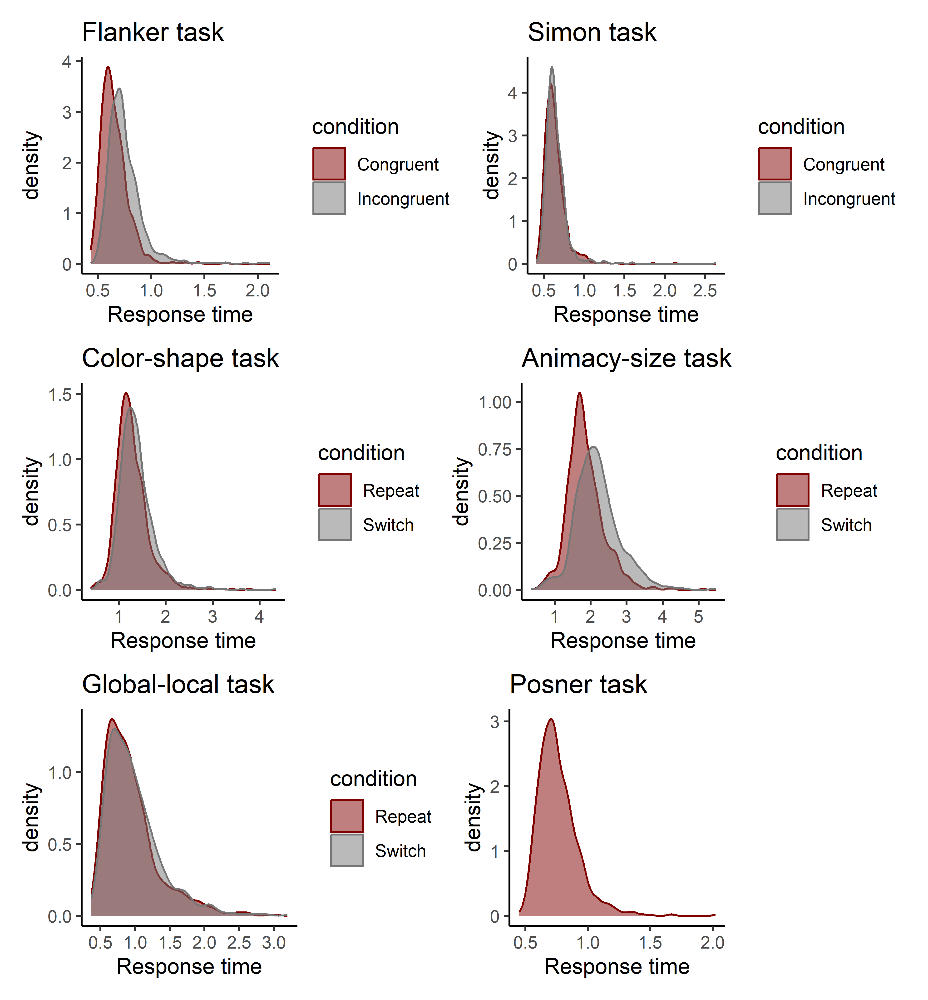 Flanker task
4
3
2
1
0
density
0.5 1.0 1.5 2.0
Response time
condition
Congruent
Incongruent
Simon task
4
3
2
1
0
density
0.5 1.0 1.5 2.0 2.5
Response time
condition
Congruent
Incongruent
Color-shape task
1.5
1.0
0.5
0.0
density
1 2 3 4
Response time
condition
Repeat
Switch
Animacy-size task
1.00
0.75
0.50
0.25
0.00
density
1 2 3 4 5
Response time
condition
Repeat
Switch
Global-local task
1.0
0.5
0.0
density
0.5 1.0 1.5 2.0 2.5 3.0
Response time
condition
Repeat
Switch
Posner task
3
2
1
0
density
0.5 1.0 1.5 2.0
Response time